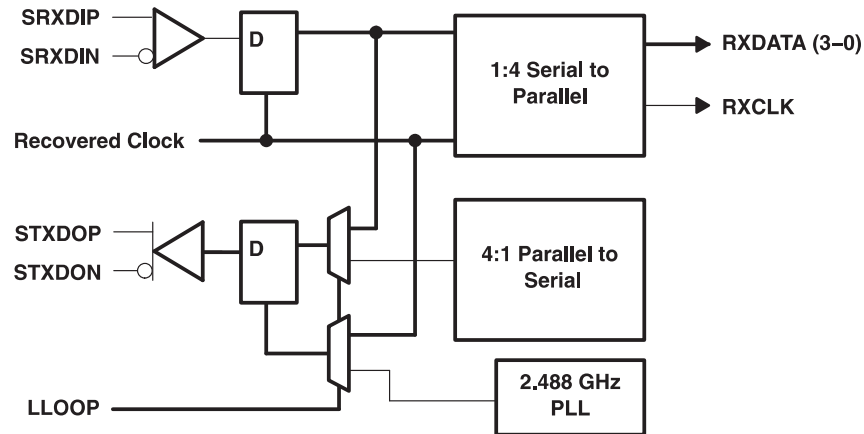 SRXDIP
SRXDIN
D
1:4 Serial to
Parallel
RXDATA (3–0)
RXCLK
Recovered Clock
STXDOP
STXDON
D
4:1 Parallel to
Serial
2.488 GHz
PLL
LLOOP